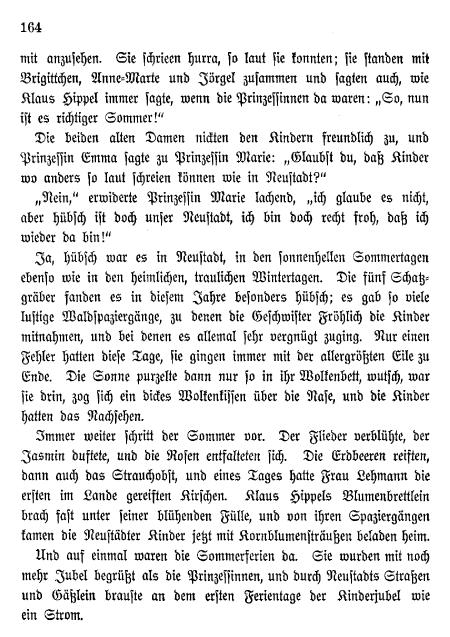 164
mit anzusehen. Sie schrieen hurra, so laut sie konnten; sie standen mit
Brigittchen, Anne-Marte und Jörgel zusammen und sagten auch, wie
Klaus Hippel immer sagte, wenn die Prinzessinnen da waren: „So, nun
ist es richtiger Sommer!“
Die beiden alten Damen nickten den Kindern freundlich zu, und
Prinzessin Emma sagte zu Prinzessin Marie: „Glaubst du, daß Kinder
wo anders so laut schreien können wie in Neustadt?“
„Nein,“ erwiderte Prinzessin Marie lachend, „ich glaube es nicht,
aber hübsch ist doch unser Neustadt, ich bin doch recht froh, daß ich
wieder da bin!“
Ja, hübsch war es in Neustadt, in den sonnenhellen Sommertagen
ebenso wie in den heimlichen, traulichen Wintertagen. Die fünf Schatz-
gräber fanden es in diesem Jahre besonders hübsch; es gab so viele
lustige Waldspaziergänge, zu denen die Geschwister Fröhlich die Kinder
mitnahmen, und bei denen es allemal sehr vergnügt zuging. Nur einen
Fehler hatten diese Tage, sie gingen immer mit der allergrößten Eile zu
Ende. Die Sonne purzelte dann nur so in ihr Wolkenbett, wutsch, war
sie drin, zog sich ein dickes Wolkenkissen über die Nase, und die Kinder
hatten das Nachsehen.
Immer weiter schritt der Sommer vor. Der Flieder verblühte, der
Jasmin duftete, und die Rosen entfalteten sich. Die Erdbeeren reiften,
dann auch das Strauchobst, und eines Tages hatte Frau Lehmann die
ersten im Lande gereiften Kirschen. Klaus Hippels Blumenbrettlein
brach fast unter seiner blühenden Fülle, und von ihren Spaziergängen
kamen die Neustädter Kinder jetzt mit Kornblumensträußen beladen heim.
Und auf einmal waren die Sommerferien da. Sie wurden mit noch
mehr Jubel begrüßt als die Prinzessinnen, und durch Neustadts Straßen
und Gäßlein brauste an dem ersten Ferientage der Kinderjubel wie
ein Strom.